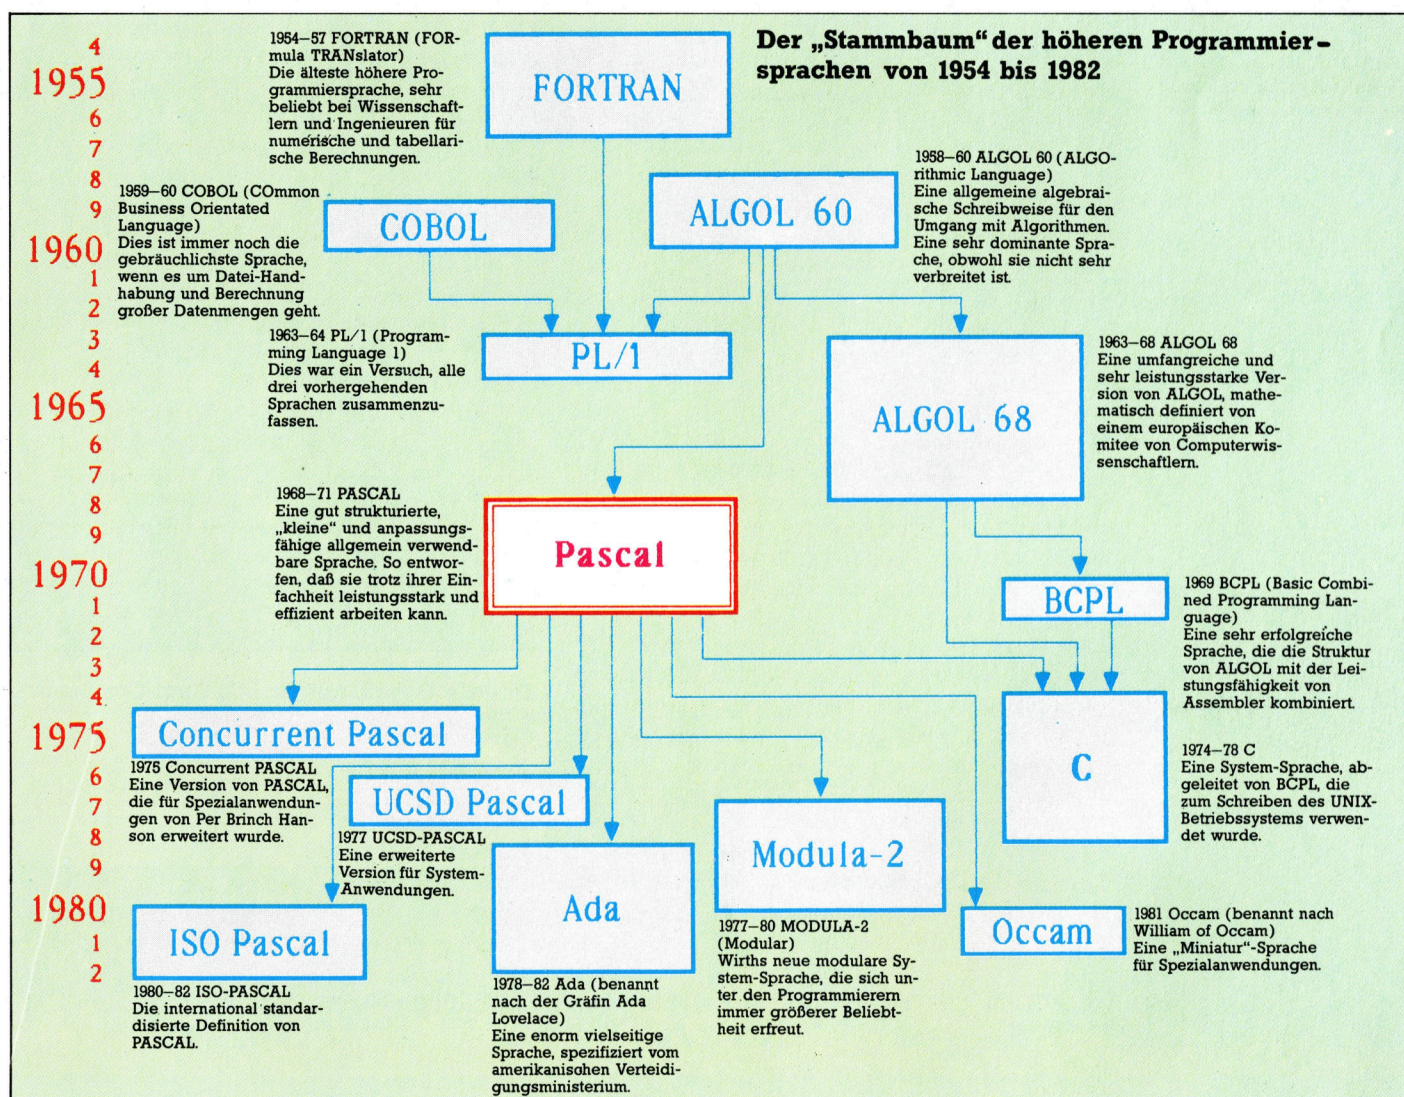 Der „Stammbaum“ der höheren Programmier-
sprachen von 1954 bis 1982
4
1955
6
7
8
9
1960
1
2
3
4
1965
6
7
8
9
1970
1
2
3
4
1975
6
7
8
9
1980
1
2
1954–57 FORTRAN (FOR-
mula TRANslator)
Die älteste höhere Pro-
grammiersprache, sehr
beliebt bei Wissenschaft-
lern und Ingenieuren für
numerische und tabellari-
sche Berechnungen.
FORTRAN
1959–60 COBOL (COmmon
Business Orientated
Language)
Dies ist immer noch die
gebräuchlichste Sprache,
wenn es um Datei-Hand-
habung und Berechnung
großer Datenmengen geht.
COBOL
ALGOL 60
1958–60 ALGOL 60 (ALGO-
rithmic Language)
Eine allgemeine algebrai-
sche Schreibweise für den
Umgang mit Algorithmen.
Eine sehr dominante Spra-
che, obwohl sie nicht sehr
verbreitet ist.
1963–64 PL/1 (Program-
ming Language 1)
Dies war ein Versuch, alle
drei vorhergehenden
Sprachen zusammenzu-
fassen.
PL/1
ALGOL 68
1963–68 ALGOL 68
Eine umfangreiche und
sehr leistungsstarke Ver-
sion von ALGOL, mathe-
matisch definiert von
einem europäischen Ko-
mitee von Computerwis-
senschaftlern.
1968–71 PASCAL
Eine gut strukturierte,
„kleine“ und anpassungs-
fähige allgemein verwend-
bare Sprache. So entwor-
fen, daß sie trotz ihrer Ein-
fachheit leistungsstark und
effizient arbeiten kann.
Pascal
BCPL
1969 BCPL (Basic Combi-
ned Programming Lan-
guage)
Eine sehr erfolgreiche
Sprache, die die Struktur
von ALGOL mit der Lei-
stungsfähigkeit von
Assembler kombiniert.
Concurrent Pascal
1975 Concurrent PASCAL
Eine Version von PASCAL,
die für Spezialanwendun-
gen von Per Brinch Han-
son erweitert wurde.
UCSD Pascal
1977 UCSD-PASCAL
Eine erweiterte
Version für System-
Anwendungen.
C
1974–78 C
Eine System-Sprache, ab-
geleitet von BCPL, die
zum Schreiben des UNIX-
Betriebssystems verwen-
det wurde.
ISO Pascal
1980–82 ISO-PASCAL
Die international standar-
disierte Definition von
PASCAL.
Ada
1978–82 Ada (benannt
nach der Gräfin Ada
Lovelace)
Eine enorm vielseitige
Sprache, spezifiziert vom
amerikanischen Verteidi-
gungsministerium.
Modula-2
1977–80 MODULA-2
(Modular)
Wirths neue modulare Sy-
stem-Sprache, die sich un-
ter den Programmierern
immer größerer Beliebt-
heit erfreut.
Occam
1981 Occam (benannt nach
William of Occam)
Eine „Miniatur“-Sprache
für Spezialanwendungen.